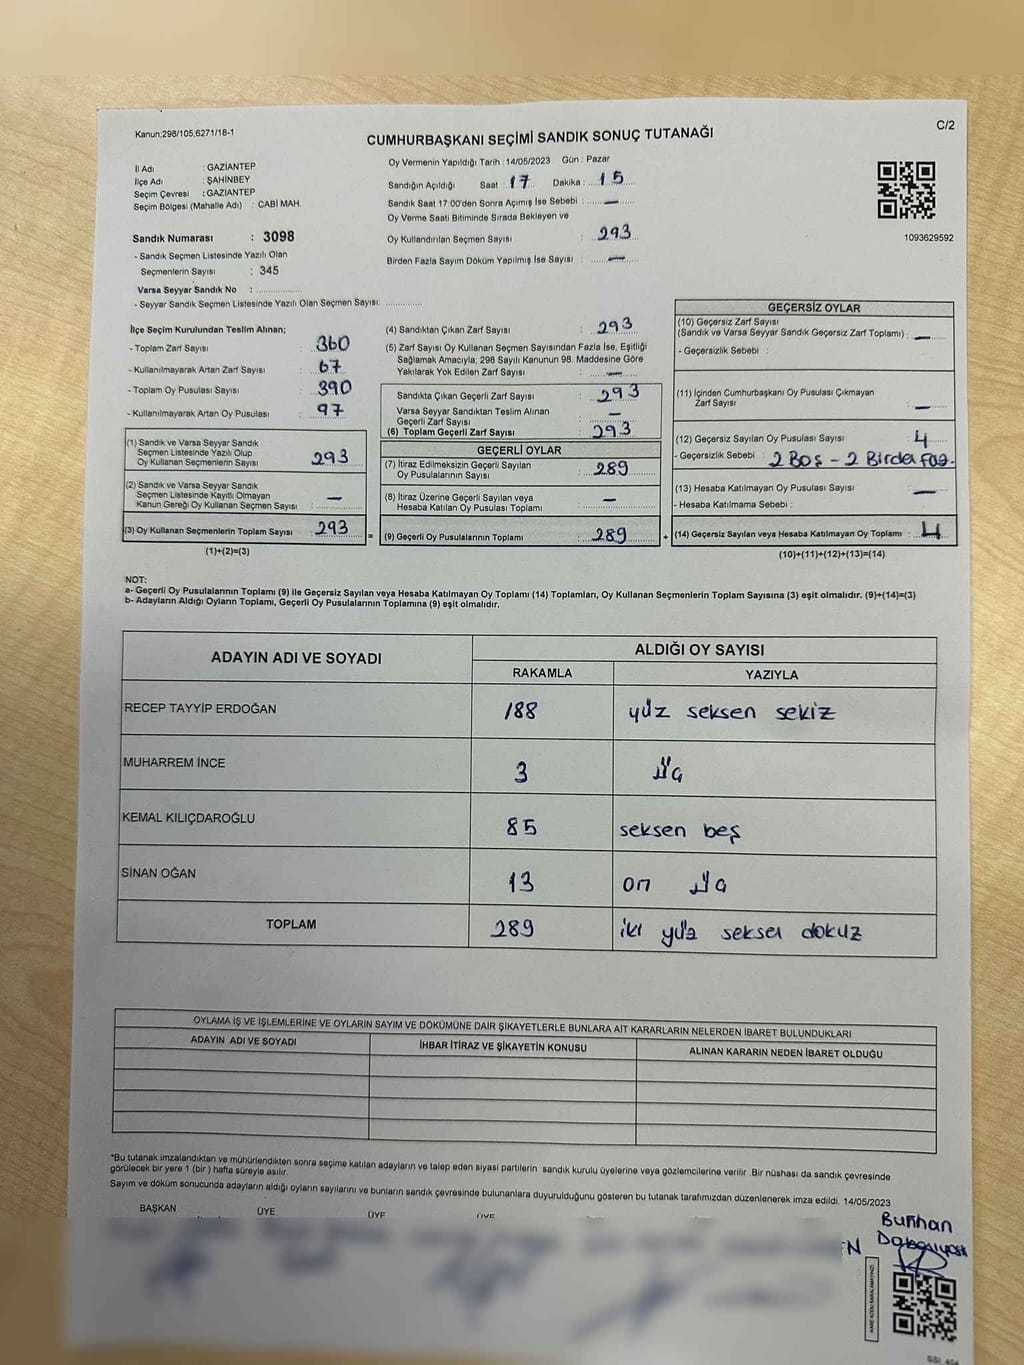 Kanun;298/105,6271/18-1
C/2
CUMHURBAŞKANI SEÇİMİ SANDIK SONUÇ TUTANAĞI
İl Adı : GAZİANTEP
İlçe Adı : ŞAHİNBEY
Seçim Çevresi : GAZİANTEP
Seçim Bölgesi (Mahalle Adı) : CABİ MAH.
Sandık Numarası : 3098
- Sandık Seçmen Listesinde Yazılı Olan
Seçmenlerin Sayısı : 345
Varsa Seyyar Sandık No :
- Seyyar Sandık Seçmen Listesinde Yazılı Olan Seçmen Sayısı:
Oy Vermenin Yapıldığı Tarih : 14/05/2023 Gün : Pazar
Sandığın Açıldığı Saat 17 Dakika : 15
Sandık Saat 17:00'den Sonra Açımış İse Sebebi : —
Oy Verme Saati Bitiminde Sırada Bekleyen ve
Oy Kullandırılan Seçmen Sayısı : 293
Birden Fazla Sayım Döküm Yapılmış İse Sayısı : —
1093629592
İlçe Seçim Kurulundan Teslim Alınan;
- Toplam Zarf Sayısı : 360
- Kullanılmayarak Artan Zarf Sayısı : 67
- Toplam Oy Pusulası Sayısı : 390
- Kullanılmayarak Artan Oy Pusulası : 97
(1) Sandık ve Varsa Seyyar Sandık
Seçmen Listesinde Yazılı Olup
Oy Kullanan Seçmenlerin Sayısı : 293
(2) Sandık ve Varsa Seyyar Sandık
Seçmen Listesinde Kayıtlı Olmayan
Kanun Gereği Oy Kullanan Seçmen Sayısı : —
(3) Oy Kullanan Seçmenlerin Toplam Sayısı : 293
(1)+(2)=(3)
(4) Sandıktan Çıkan Zarf Sayısı : 293
(5) Zarf Sayısı Oy Kullanan Seçmen Sayısından Fazla İse, Eşitliği
Sağlamak Amacıyla, 298 Sayılı Kanunun 98. Maddesine Göre
Yakılarak Yok Edilen Zarf Sayısı : —
Sandıkta Çıkan Geçerli Zarf Sayısı : 293
Varsa Seyyar Sandıktan Teslim Alınan
Geçerli Zarf Sayısı : —
(6) Toplam Geçerli Zarf Sayısı : 293
GEÇERLİ OYLAR
(7) İtiraz Edilmeksizin Geçerli Sayılan
Oy Pusulalarının Sayısı : 289
(8) İtiraz Üzerine Geçerli Sayılan veya
Hesaba Katılan Oy Pusulası Toplamı : —
= (9) Geçerli Oy Pusulalarının Toplamı : 289
GEÇERSİZ OYLAR
(10) Geçersiz Zarf Sayısı
(Sandık ve Varsa Seyyar Sandık Geçersiz Zarf Toplamı) : —
- Geçersizlik Sebebi :
(11) İçinden Cumhurbaşkanı Oy Pusulası Çıkmayan
Zarf Sayısı : —
(12) Geçersiz Sayılan Oy Pusulası Sayısı : 4
- Geçersizlik Sebebi : 2 Boş - 2 Birden faz.
(13) Hesaba Katılmayan Oy Pusulası Sayısı : —
- Hesaba Katılmama Sebebi :
+ (14) Geçersiz Sayılan veya Hesaba Katılmayan Oy Toplamı : 4
(10)+(11)+(12)+(13)=(14)
NOT:
a- Geçerli Oy Pusulalarının Toplamı (9) ile Geçersiz Sayılan veya Hesaba Katılmayan Oy Toplamı (14) Toplamları, Oy Kullanan Seçmenlerin Toplam Sayısına (3) eşit olmalıdır. (9)+(14)=(3)
b- Adayların Aldığı Oyların Toplamı, Geçerli Oy Pusulalarının Toplamına (9) eşit olmalıdır.
ADAYIN ADI VE SOYADI ALDIĞI OY SAYISI
RAKAMLA YAZIYLA
RECEP TAYYİP ERDOĞAN 188 yüz seksen sekiz
MUHARREM İNCE 3 üç
KEMAL KILIÇDAROĞLU 85 seksen beş
SİNAN OĞAN 13 on üç
TOPLAM 289 iki yüz seksen dokuz
OYLAMA İŞ VE İŞLEMLERİNE VE OYLARIN SAYIM VE DÖKÜMÜNE DAİR ŞİKAYETLERLE BUNLARA AİT KARARLARIN NELERDEN İBARET BULUNDUKLARI
ADAYIN ADI VE SOYADI İHBAR İTİRAZ VE ŞİKAYETİN KONUSU ALINAN KARARIN NEDEN İBARET OLDUĞU
*Bu tutanak imzalandıktan ve mühürlendikten sonra seçime katılan adayların ve talep eden siyasi partilerin sandık kurulu üyelerine veya gözlemcilerine verilir .Bir nüshası da sandık çevresinde
görülecek bir yere 1 (bir ) hafta süreyle asılır.
Sayım ve döküm sonucunda adayların aldığı oyların sayılarını ve bunların sandık çevresinde bulunanlara duyurulduğunu gösteren bu tutanak tarafımızdan düzenlenerek imza edildi. 14/05/2023
BAŞKAN ÜYE ÜYE ÜYE
Burhan